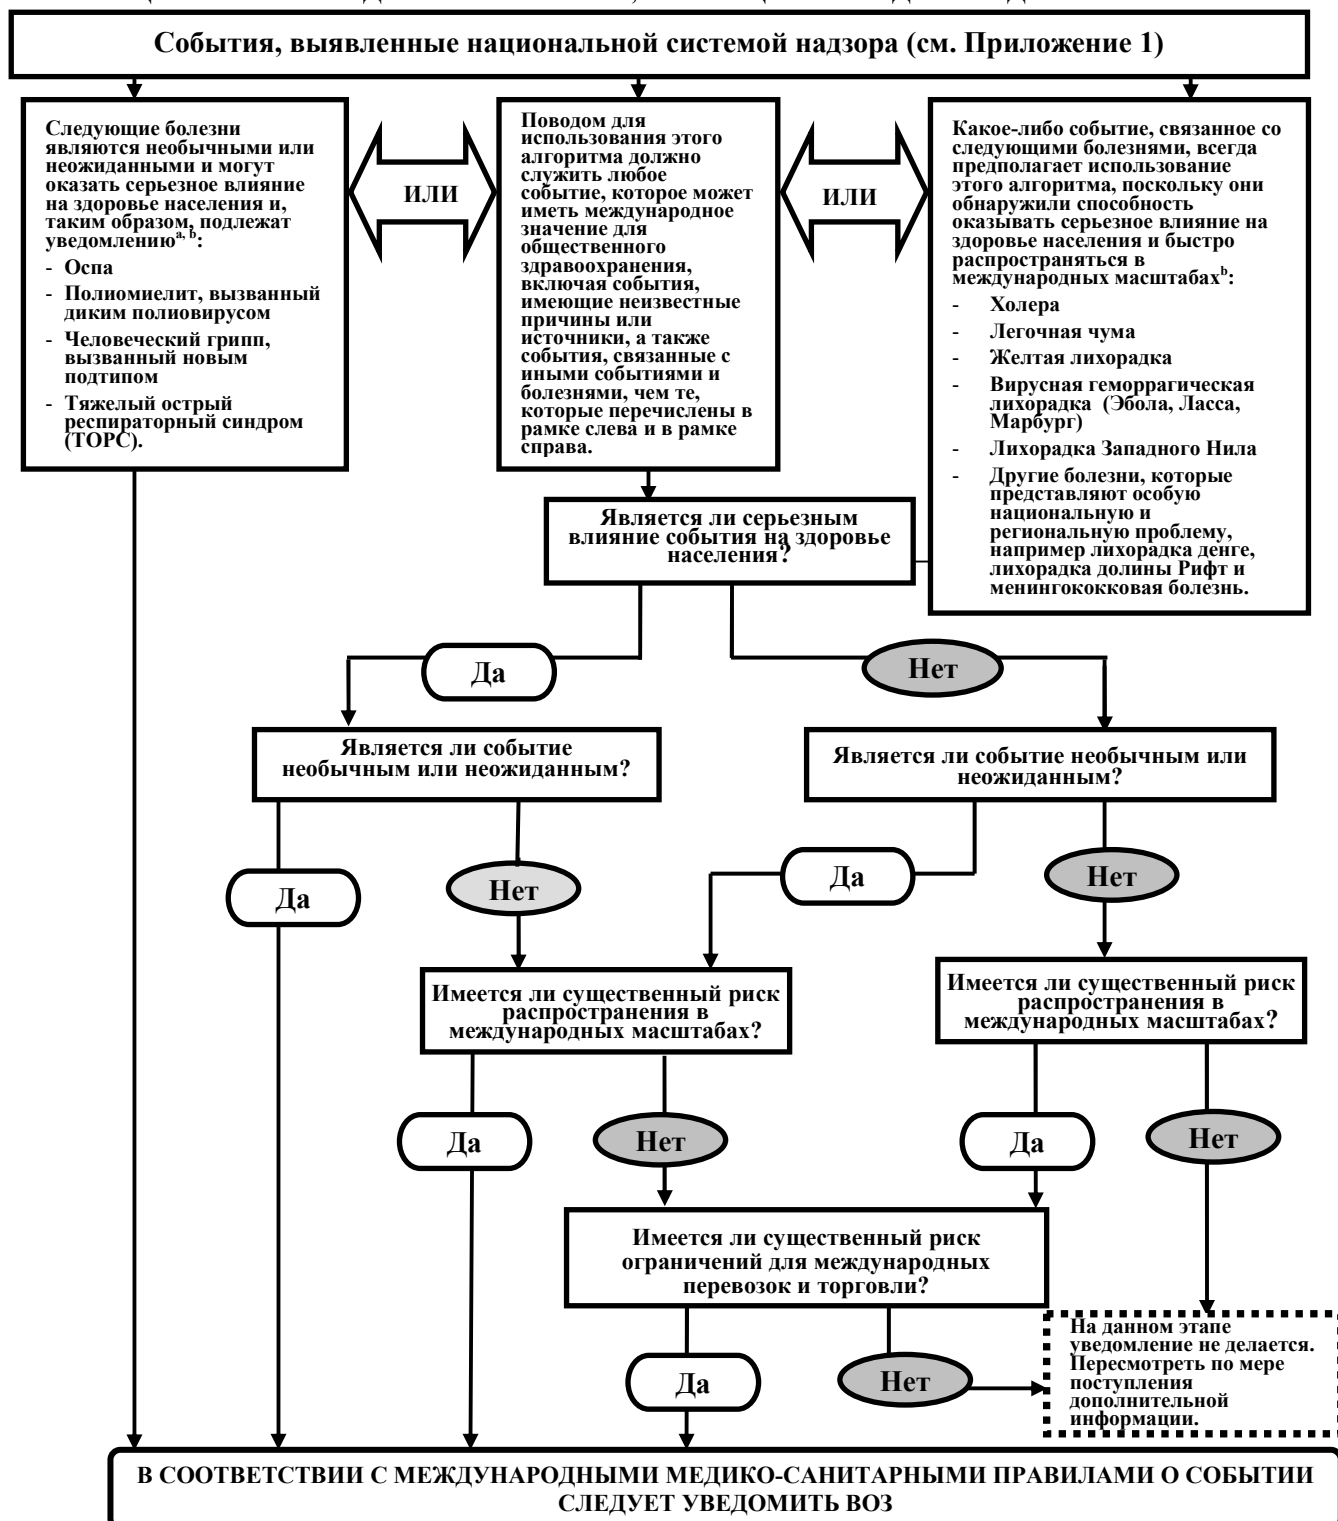 События, выявленные национальной системой надзора (см. Приложение 1)
Следующие болезни
являются необычными или
неожиданными и могут
оказать серьезное влияние
на здоровье населения и,
таким образом, подлежат
уведомлениюᵃ, ᵇ:
- Оспа
- Полиомиелит, вызванный
диким полиовирусом
- Человеческий грипп,
вызванный новым
подтипом
- Тяжелый острый
респираторный синдром
(ТОРС).
ИЛИ
Поводом для
использования этого
алгоритма должно
служить любое
событие, которое может
иметь международное
значение для
общественного
здравоохранения,
включая события,
имеющие неизвестные
причины или
источники, а также
события, связанные с
иными событиями и
болезнями, чем те,
которые перечислены в
рамке слева и в рамке
справа.
ИЛИ
Какое-либо событие, связанное со
следующими болезнями, всегда
предполагает использование
этого алгоритма, поскольку они
обнаружили способность
оказывать серьезное влияние на
здоровье населения и быстро
распространяться в
международных масштабахᵇ:
- Холера
- Легочная чума
- Желтая лихорадка
- Вирусная геморрагическая
лихорадка (Эбола, Ласса,
Марбург)
- Лихорадка Западного Нила
- Другие болезни, которые
представляют особую
национальную и
региональную проблему,
например лихорадка денге,
лихорадка долины Рифт и
менингококковая болезнь.
Является ли серьезным
влияние события на здоровье
населения?
Да
Нет
Является ли событие
необычным или неожиданным?
Является ли событие необычным или
неожиданным?
Да
Нет
Да
Нет
Имеется ли существенный риск
распространения в
международных масштабах?
Имеется ли существенный риск
распространения в
международных масштабах?
Да
Нет
Да
Нет
Имеется ли существенный риск
ограничений для международных
перевозок и торговли?
Да
Нет
На данном этапе
уведомление не делается.
Пересмотреть по мере
поступления
дополнительной
информации.
В СООТВЕТСТВИИ С МЕЖДУНАРОДНЫМИ МЕДИКО-САНИТАРНЫМИ ПРАВИЛАМИ О СОБЫТИИ
СЛЕДУЕТ УВЕДОМИТЬ ВОЗ